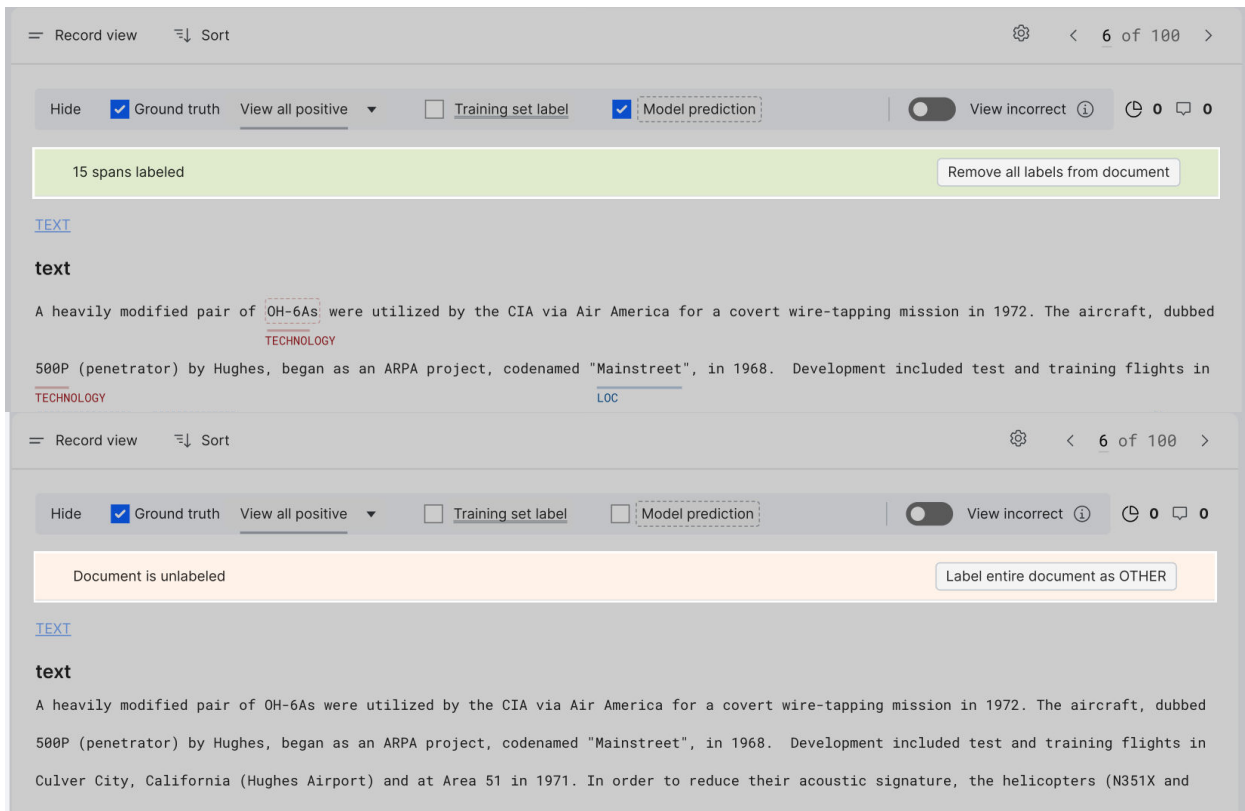 Record view Sort 6 of 100
Hide Ground truth View all positive Training set label Model prediction View incorrect 0 0
15 spans labeled Remove all labels from document
TEXT
text
A heavily modified pair of OH-6As were utilized by the CIA via Air America for a covert wire-tapping mission in 1972. The aircraft, dubbed
TECHNOLOGY
500P (penetrator) by Hughes, began as an ARPA project, codenamed "Mainstreet", in 1968. Development included test and training flights in
TECHNOLOGY LOC
Record view Sort 6 of 100
Hide Ground truth View all positive Training set label Model prediction View incorrect 0 0
Document is unlabeled Label entire document as OTHER
TEXT
text
A heavily modified pair of OH-6As were utilized by the CIA via Air America for a covert wire-tapping mission in 1972. The aircraft, dubbed
500P (penetrator) by Hughes, began as an ARPA project, codenamed "Mainstreet", in 1968. Development included test and training flights in
Culver City, California (Hughes Airport) and at Area 51 in 1971. In order to reduce their acoustic signature, the helicopters (N351X and